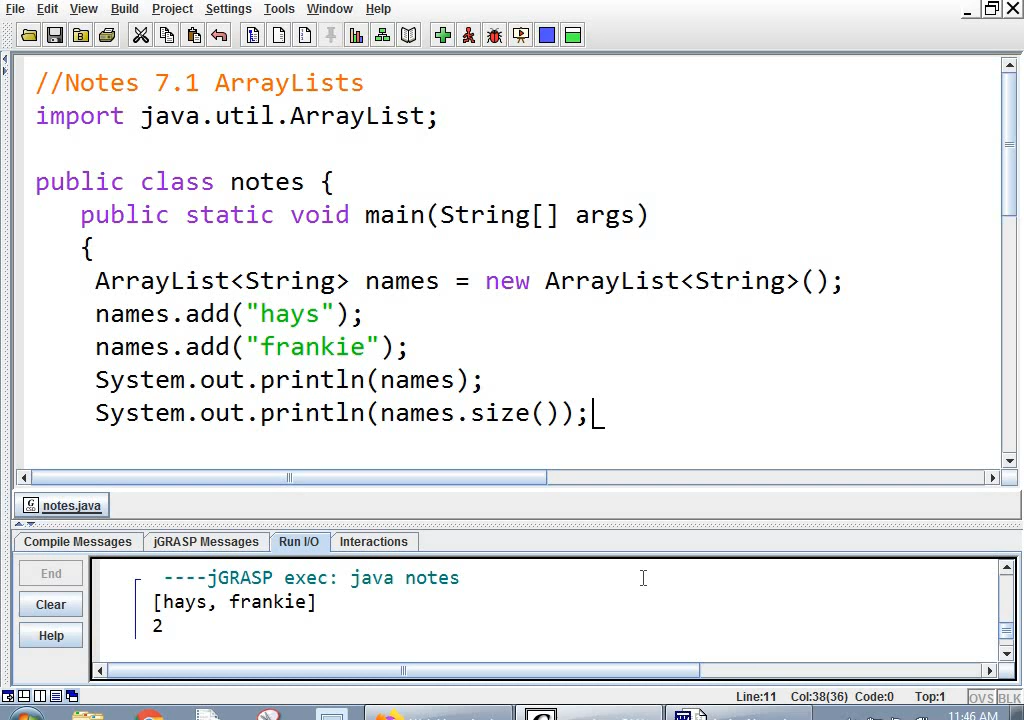 File Edit View Build Project Settings Tools Window Help
//Notes 7.1 ArrayLists
import java.util.ArrayList;
public class notes {
public static void main(String[] args)
{
ArrayList<String> names = new ArrayList<String>();
names.add("hays");
names.add("frankie");
System.out.println(names);
System.out.println(names.size());
notes.java
Compile Messages jGRASP Messages Run I/O Interactions
End
Clear
Help
----jGRASP exec: java notes
[hays, frankie]
2
Line:11 Col:38(36) Code:0 Top:1 OVS BLK
11:46 AM